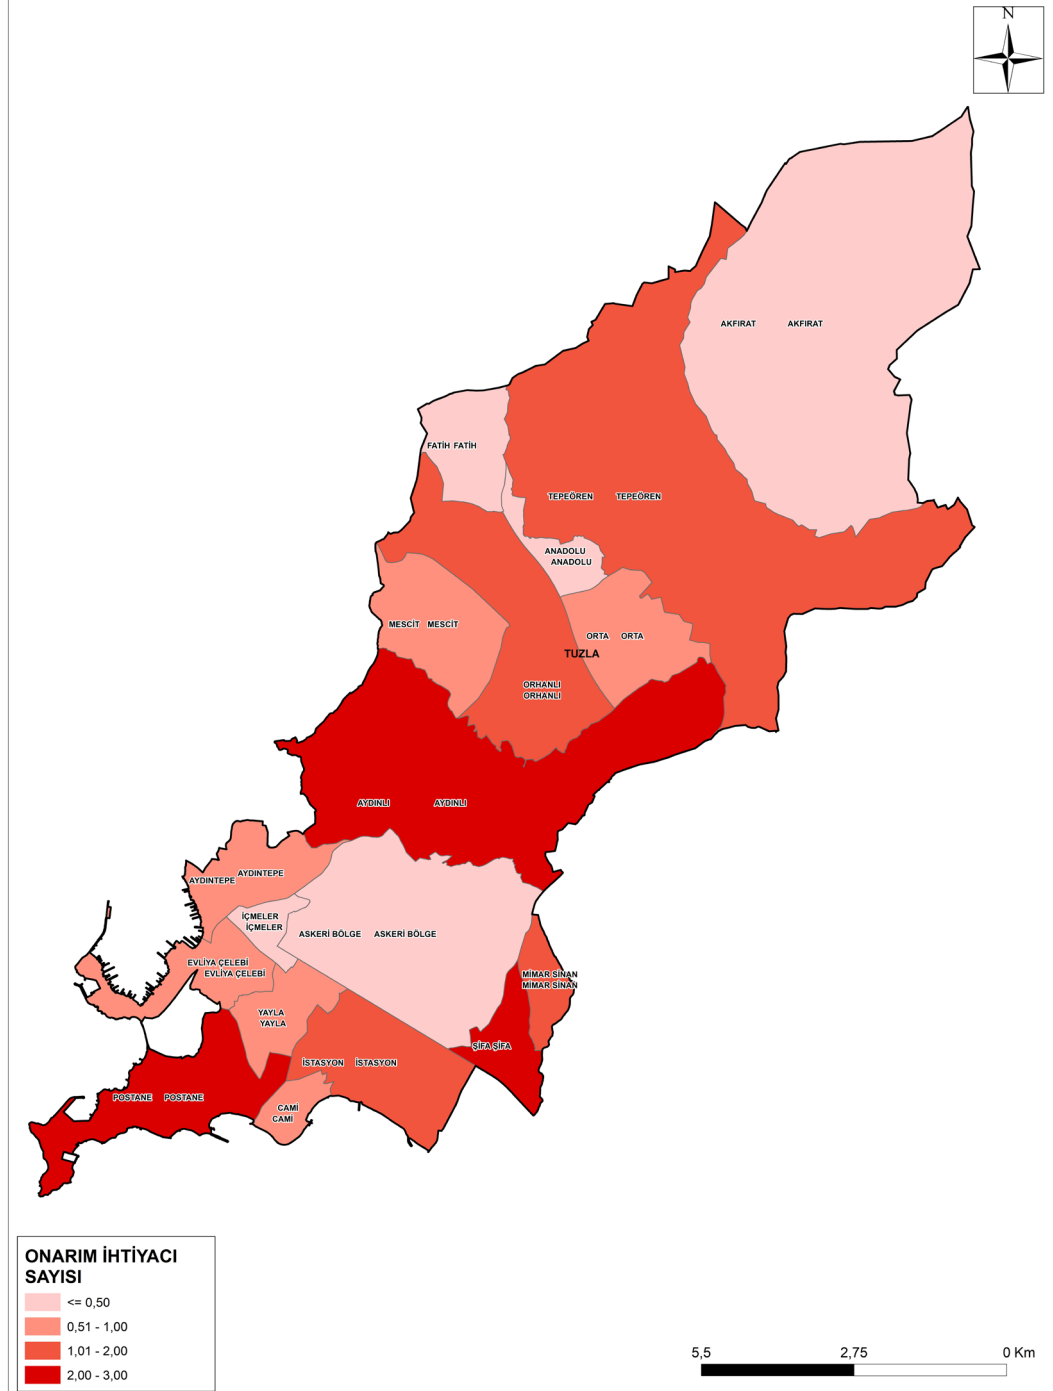 N
AKFIRAT AKFIRAT
FATİH FATİH
TEPEÖREN TEPEÖREN
ANADOLU
ANADOLU
MESCİT MESCİT
ORTA ORTA
TUZLA
ORHANLI
ORHANLI
AYDINLI AYDINLI
AYDINTEPE AYDINTEPE
İÇMELER
İÇMELER
ASKERİ BÖLGE ASKERİ BÖLGE
EVLİYA ÇELEBİ
EVLİYA ÇELEBİ
MİMAR SİNAN
MİMAR SİNAN
YAYLA
YAYLA
ŞİFA ŞİFA
İSTASYON İSTASYON
POSTANE POSTANE
CAMİ
CAMİ
ONARIM İHTİYACI
SAYISI
<= 0,50
0,51 - 1,00
1,01 - 2,00
2,00 - 3,00
5,5 2,75 0 Km